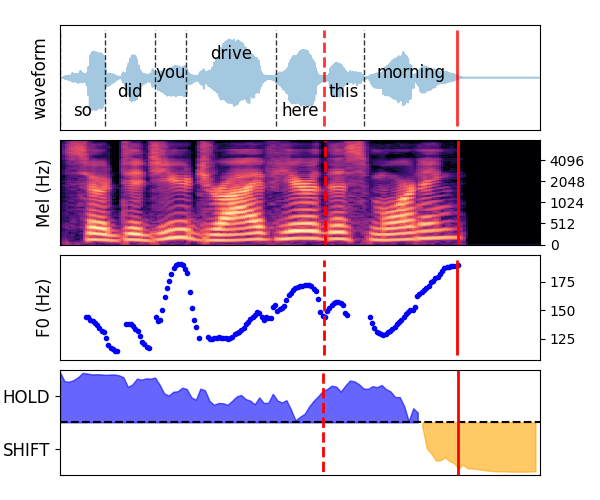 waveform
so did you drive here this morning
Mel (Hz)
4096
2048
1024
512
0
F0 (Hz)
175
150
125
HOLD
SHIFT